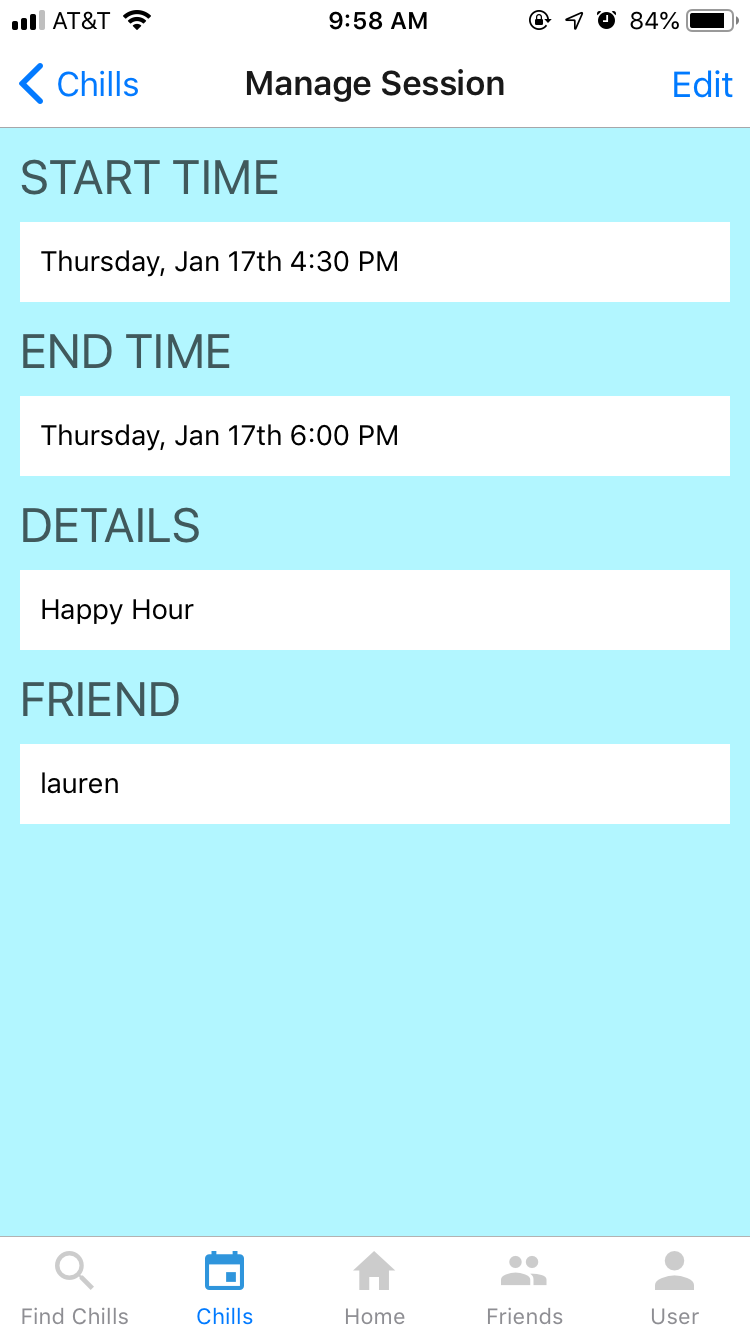 AT&T 9:58 AM 84%
Chills Manage Session Edit
START TIME
Thursday, Jan 17th 4:30 PM
END TIME
Thursday, Jan 17th 6:00 PM
DETAILS
Happy Hour
FRIEND
lauren
Find Chills Chills Home Friends User